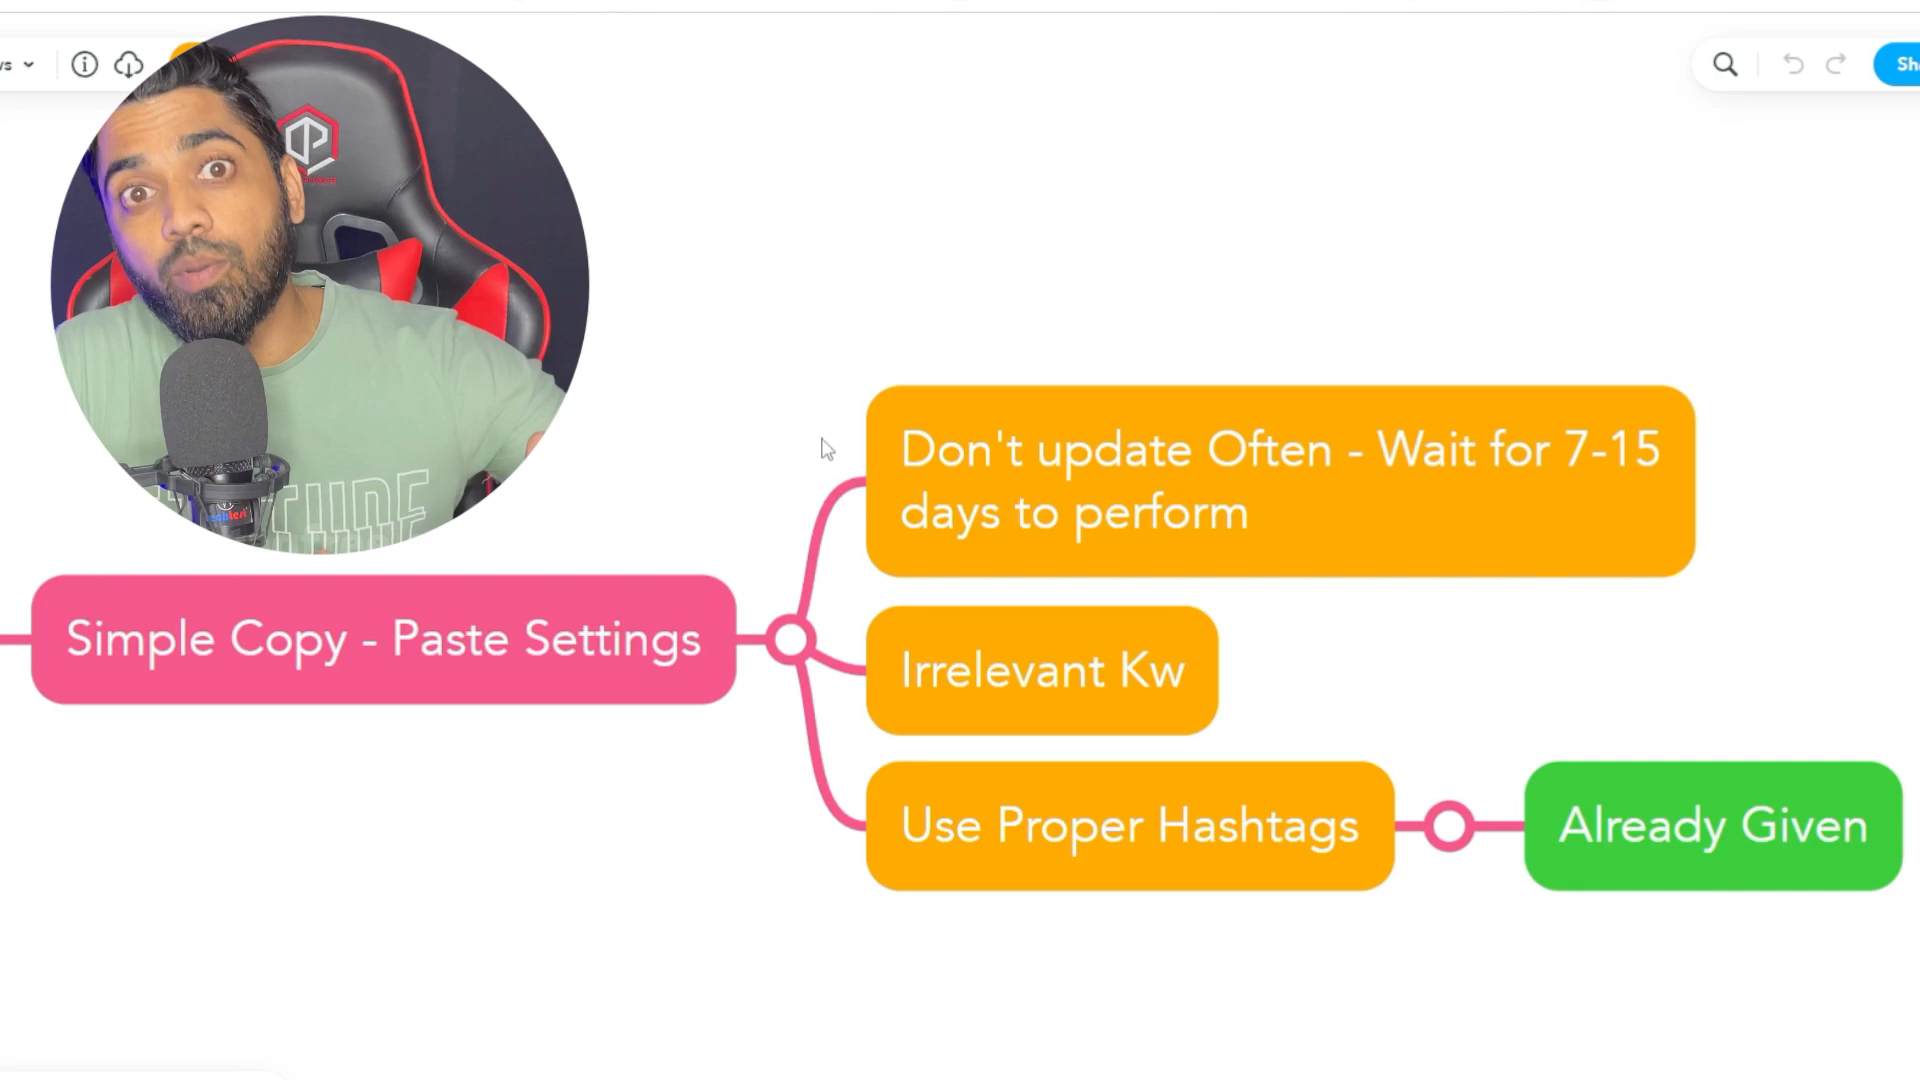 Sh
Don't update Often - Wait for 7-15
days to perform
Simple Copy - Paste Settings
Irrelevant Kw
Use Proper Hashtags
Already Given